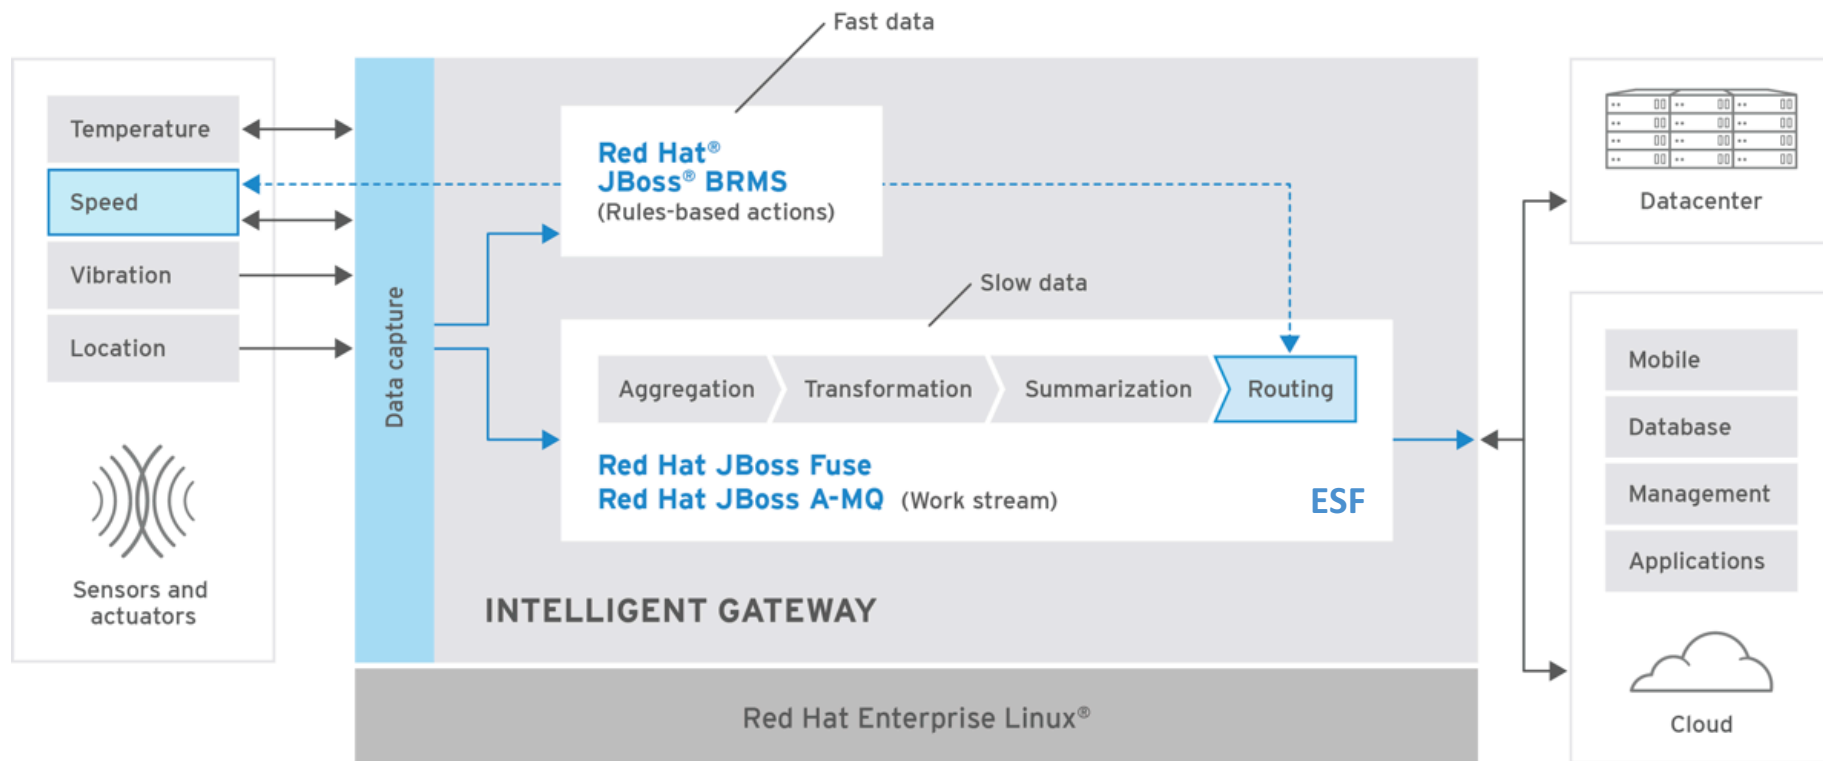 Fast data
Temperature
Speed
Vibration
Location
Sensors and
actuators
Data capture
Red Hat®
JBoss® BRMS
(Rules-based actions)
Slow data
Aggregation
Transformation
Summarization
Routing
Red Hat JBoss Fuse
Red Hat JBoss A-MQ (Work stream)
ESF
INTELLIGENT GATEWAY
Red Hat Enterprise Linux®
Datacenter
Mobile
Database
Management
Applications
Cloud